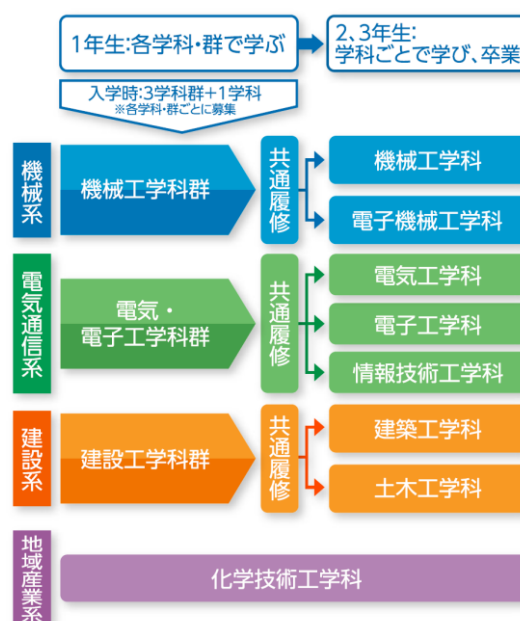 1年生:各学科・群で学ぶ
2、3年生:
学科ごとで学び、卒業
入学時:3学科群+1学科
※各学科・群ごとに募集
機械系
機械工学科群
共通履修
機械工学科
電子機械工学科
電気通信系
電気・
電子工学科群
共通履修
電気工学科
電子工学科
情報技術工学科
建設系
建設工学科群
共通履修
建築工学科
土木工学科
地域産業系
化学技術工学科